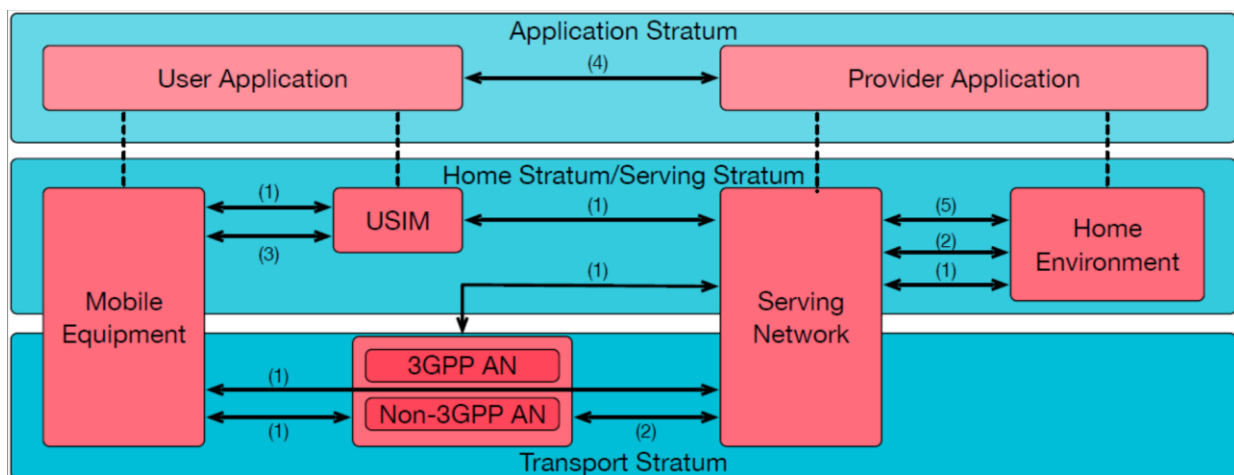 Application Stratum
User Application
(4)
Provider Application
Home Stratum/Serving Stratum
(1)
USIM
(3)
(1)
(5)
(2)
(1)
Home
Environment
(1)
Mobile
Equipment
Serving
Network
3GPP AN
(1)
Non-3GPP AN
(1)
(2)
Transport Stratum